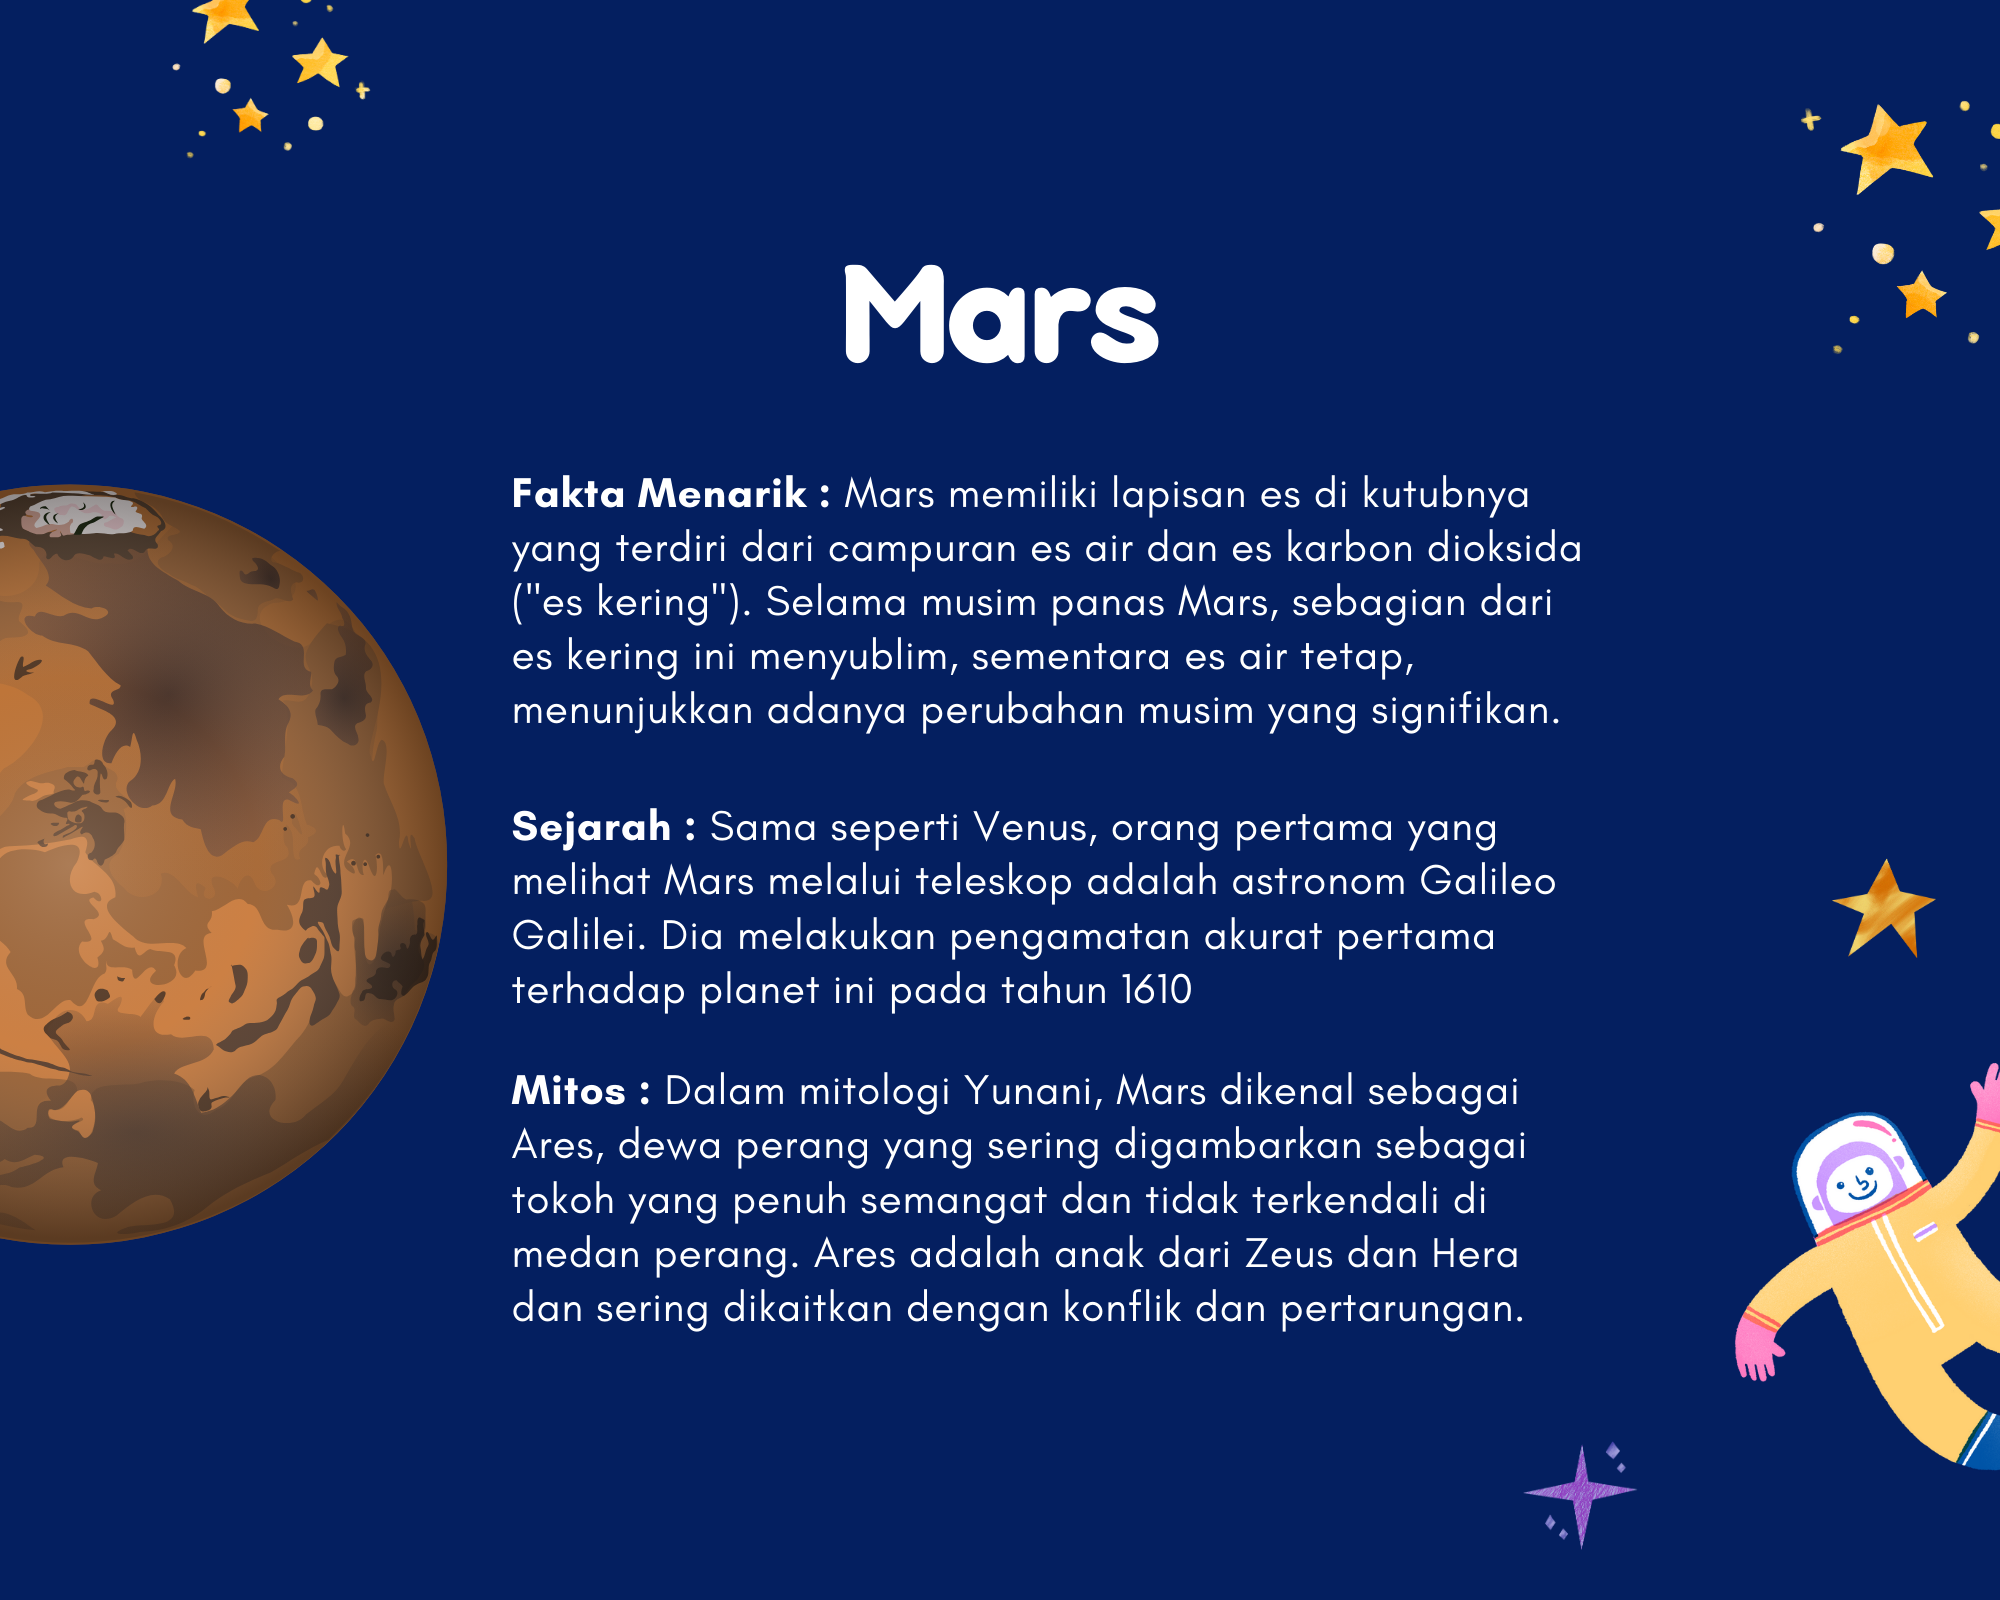 Mars
Fakta Menarik : Mars memiliki lapisan es di kutubnya
yang terdiri dari campuran es air dan es karbon dioksida
("es kering"). Selama musim panas Mars, sebagian dari
es kering ini menyublim, sementara es air tetap,
menunjukkan adanya perubahan musim yang signifikan.
Sejarah : Sama seperti Venus, orang pertama yang
melihat Mars melalui teleskop adalah astronom Galileo
Galilei. Dia melakukan pengamatan akurat pertama
terhadap planet ini pada tahun 1610
Mitos : Dalam mitologi Yunani, Mars dikenal sebagai
Ares, dewa perang yang sering digambarkan sebagai
tokoh yang penuh semangat dan tidak terkendali di
medan perang. Ares adalah anak dari Zeus dan Hera
dan sering dikaitkan dengan konflik dan pertarungan.